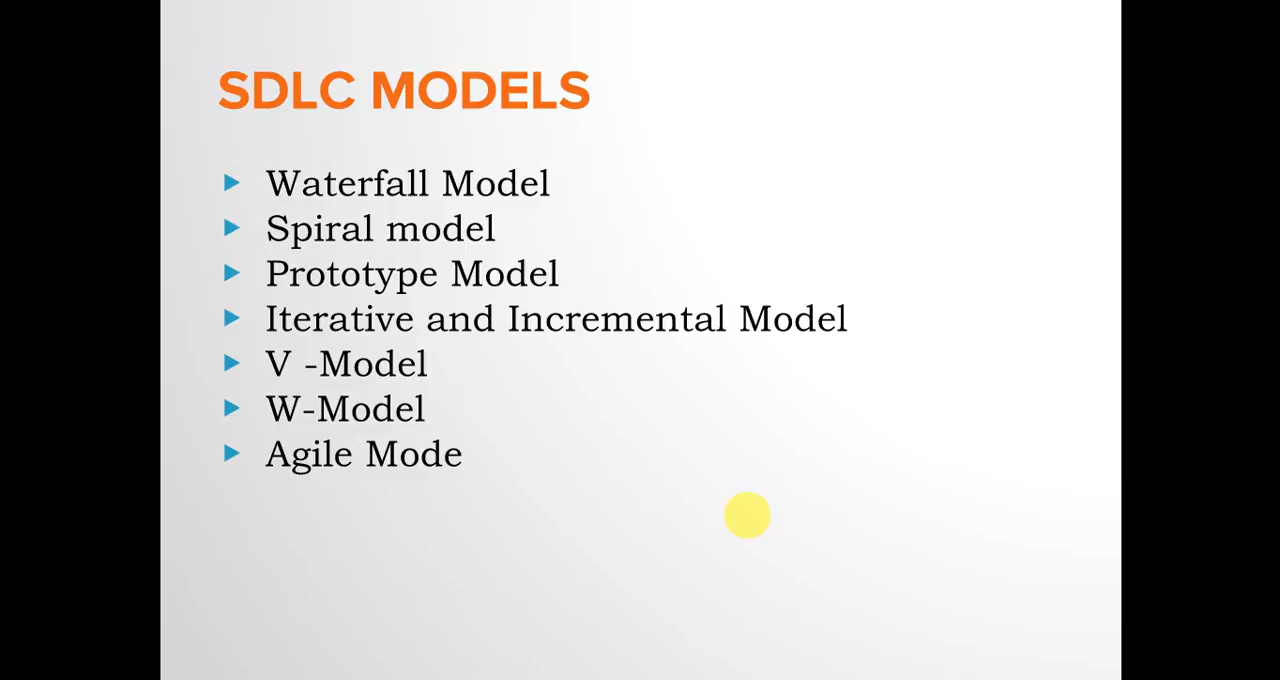 SDLC MODELS
Waterfall Model
Spiral model
Prototype Model
Iterative and Incremental Model
V -Model
W-Model
Agile Mode